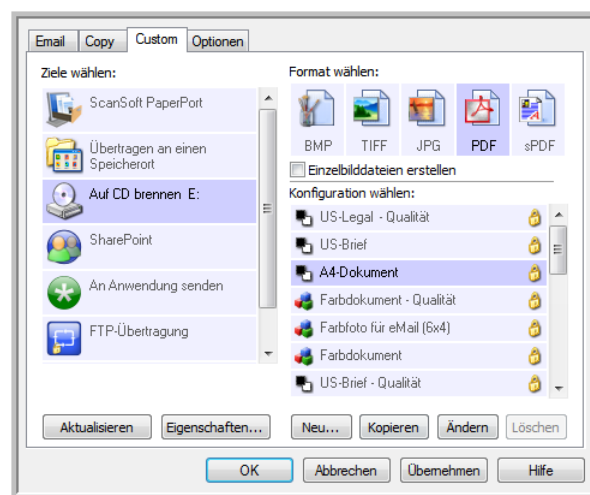 Email Copy Custom Optionen
Ziele wählen:
ScanSoft PaperPort
Übertragen an einen
Speicherort
Auf CD brennen E:
SharePoint
An Anwendung senden
FTP-Übertragung
Format wählen:
BMP TIFF JPG PDF sPDF
Einzelbilddateien erstellen
Konfiguration wählen:
US-Legal - Qualität
US-Brief
A4-Dokument
Farbdokument - Qualität
Farbfoto für eMail (6x4)
Farbdokument
US-Brief - Qualität
Aktualisieren Eigenschaften... Neu... Kopieren Ändern Löschen
OK Abbrechen Übernehmen Hilfe